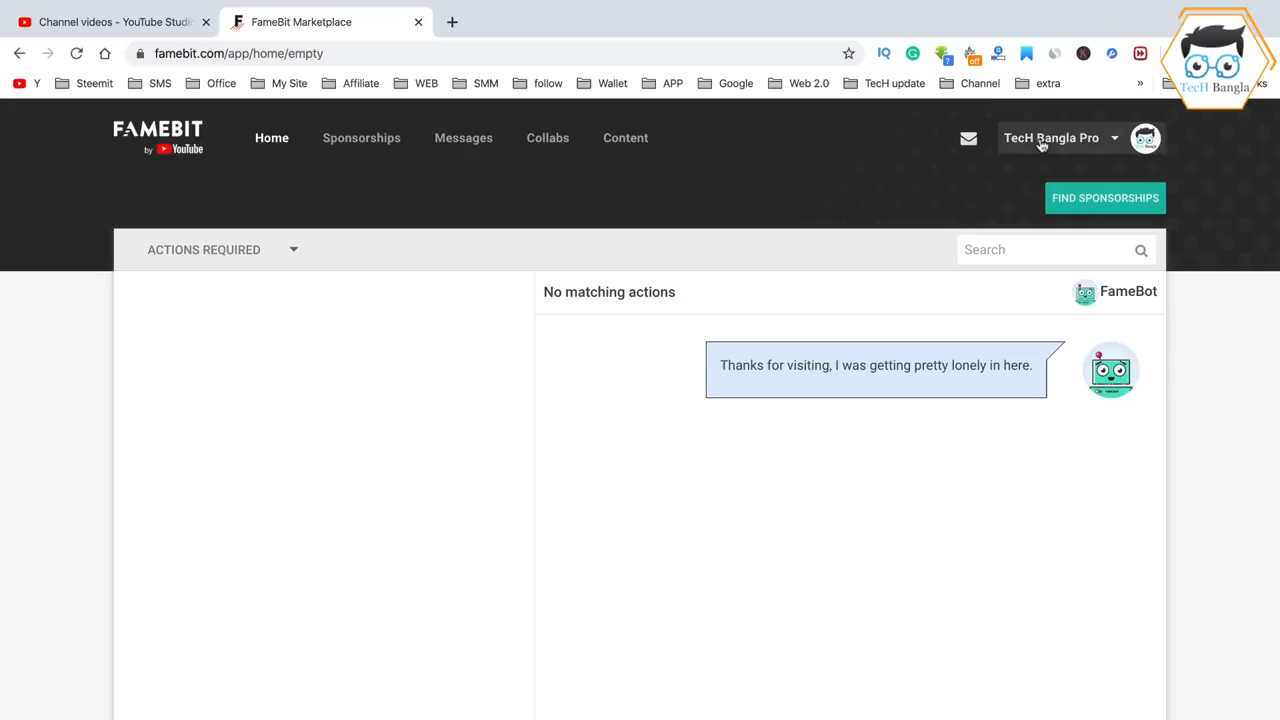 Channel videos - YouTube Studi
FameBit Marketplace
famebit.com/app/home/empty
Y Steemit SMS Office My Site Affiliate WEB SMM follow Wallet APP Google Web 2.0 TecH update Channel extra » ks
TecH Bangla
FAMEBIT
by YouTube
Home Sponsorships Messages Collabs Content
TecH Bangla Pro
FIND SPONSORSHIPS
ACTIONS REQUIRED
Search
No matching actions
FameBot
Thanks for visiting, I was getting pretty lonely in here.